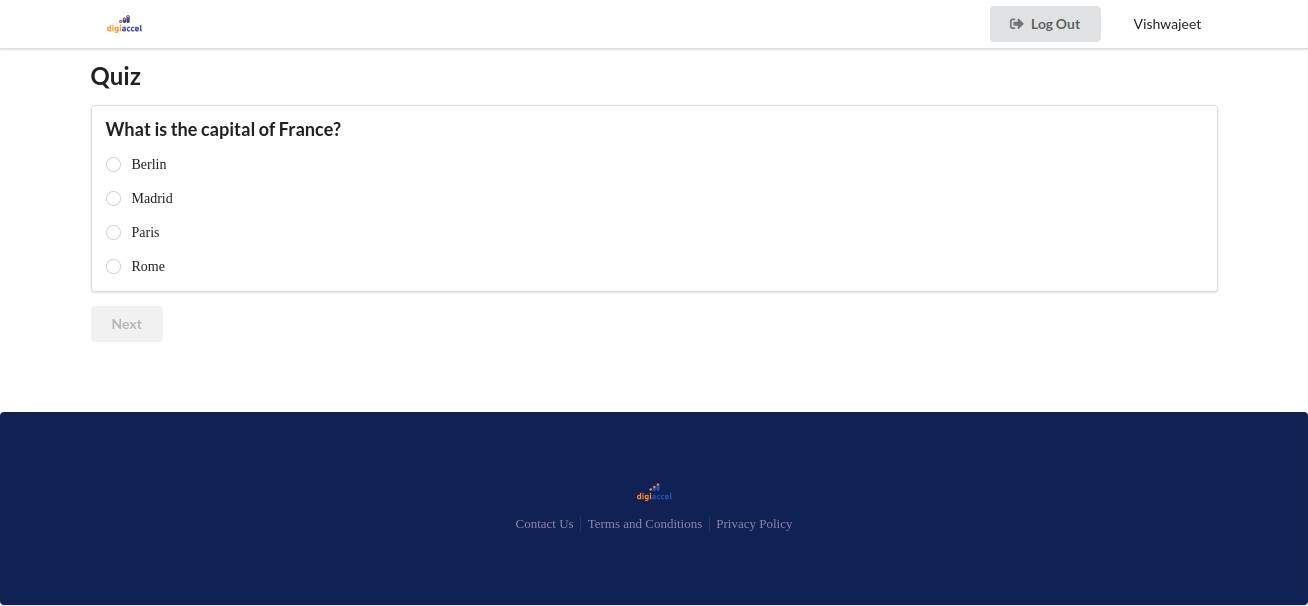 digiaccel
Log Out
Vishwajeet
Quiz
What is the capital of France?
Berlin
Madrid
Paris
Rome
Next
digiaccel
Contact Us
Terms and Conditions
Privacy Policy